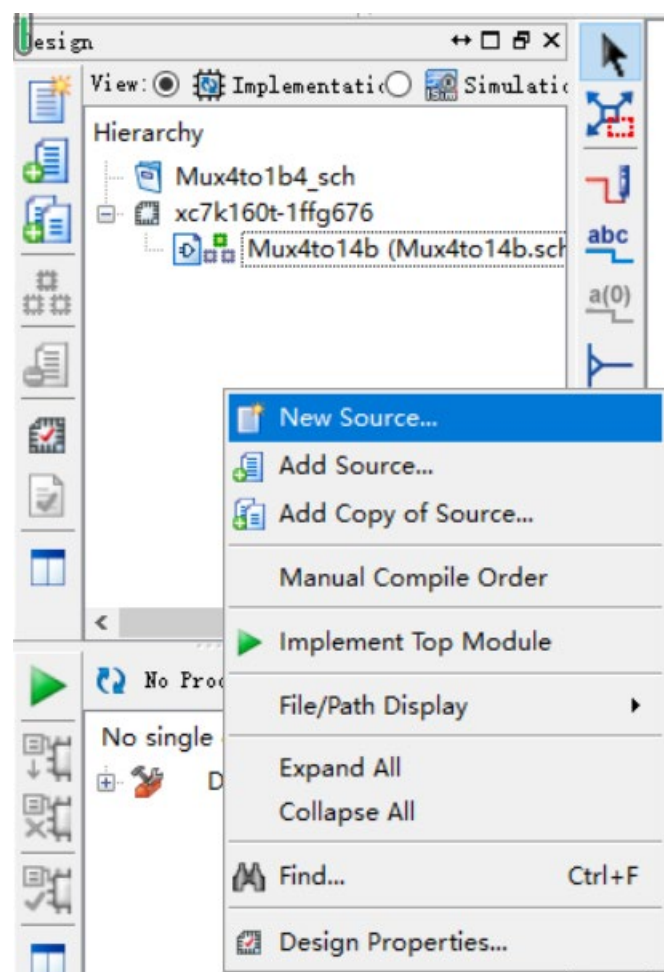 Design
View: Implementatic Simulatic
Hierarchy
Mux4to1b4_sch
xc7k160t-1ffg676
Mux4to14b (Mux4to14b.sch
abc
a(0)
New Source...
Add Source...
Add Copy of Source...
Manual Compile Order
Implement Top Module
No Proc
File/Path Display
No single
D
Expand All
Collapse All
Find... Ctrl+F
Design Properties...